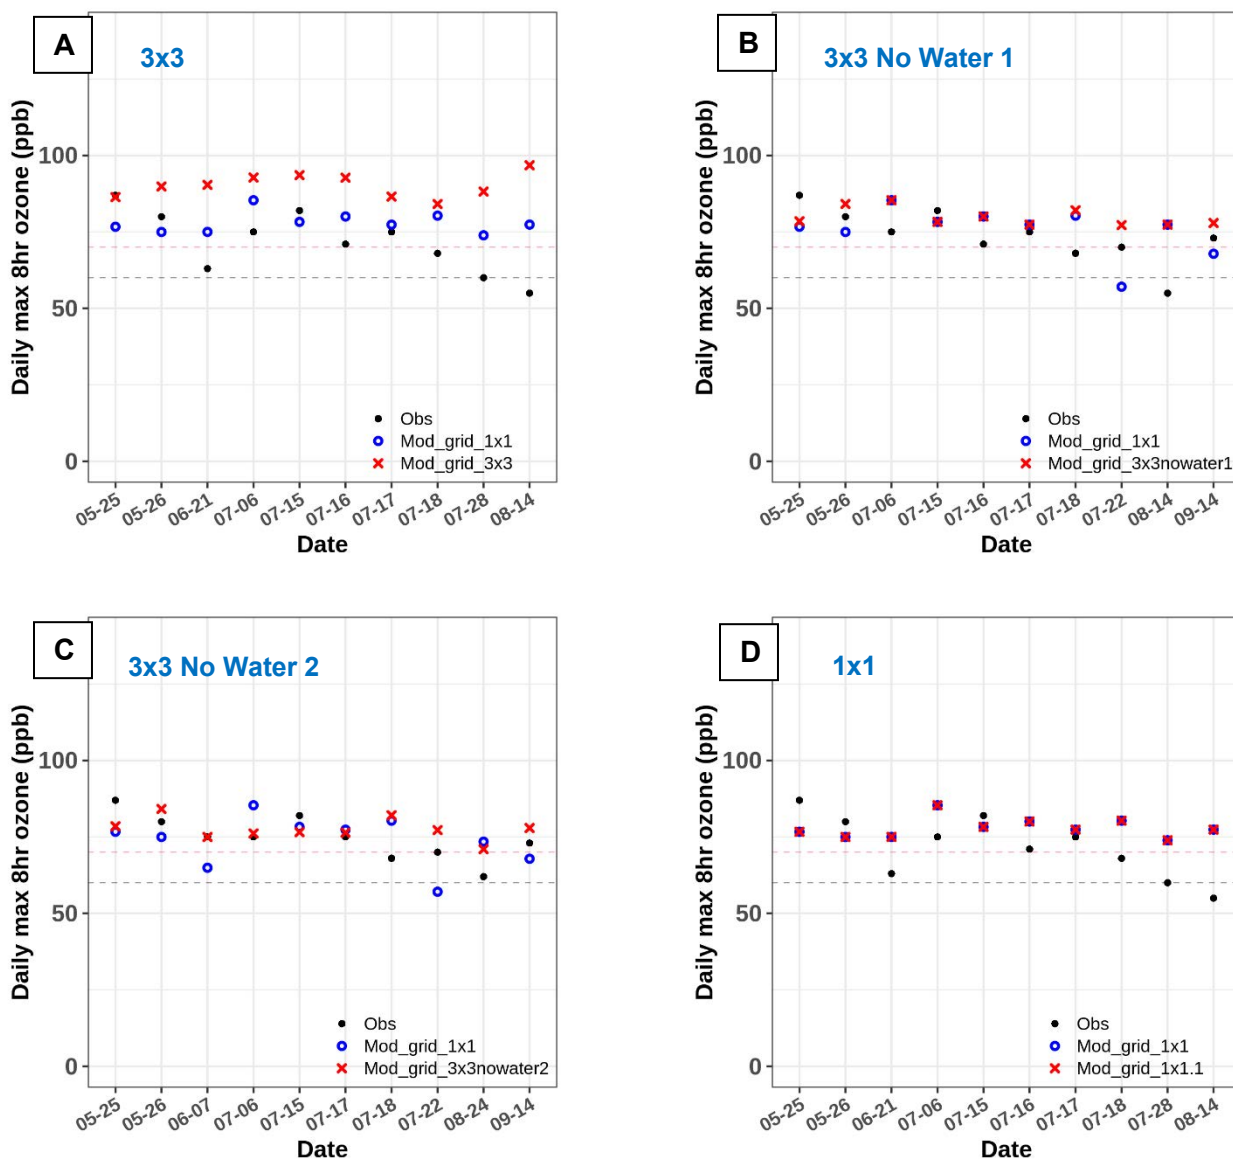 A
3x3
Daily max 8hr ozone (ppb)
100
50
0
Obs
Mod_grid_1x1
Mod_grid_3x3
05-25 05-26 06-21 07-06 07-15 07-16 07-17 07-18 07-28 08-14
Date
B
3x3 No Water 1
Daily max 8hr ozone (ppb)
100
50
0
Obs
Mod_grid_1x1
Mod_grid_3x3nowater1
05-25 05-26 07-06 07-15 07-16 07-17 07-18 07-22 08-14 09-14
Date
C
3x3 No Water 2
Daily max 8hr ozone (ppb)
100
50
0
Obs
Mod_grid_1x1
Mod_grid_3x3nowater2
05-25 05-26 06-07 07-06 07-15 07-17 07-18 07-22 08-24 09-14
Date
D
1x1
Daily max 8hr ozone (ppb)
100
50
0
Obs
Mod_grid_1x1
Mod_grid_1x1.1
05-25 05-26 06-21 07-06 07-15 07-16 07-17 07-18 07-28 08-14
Date